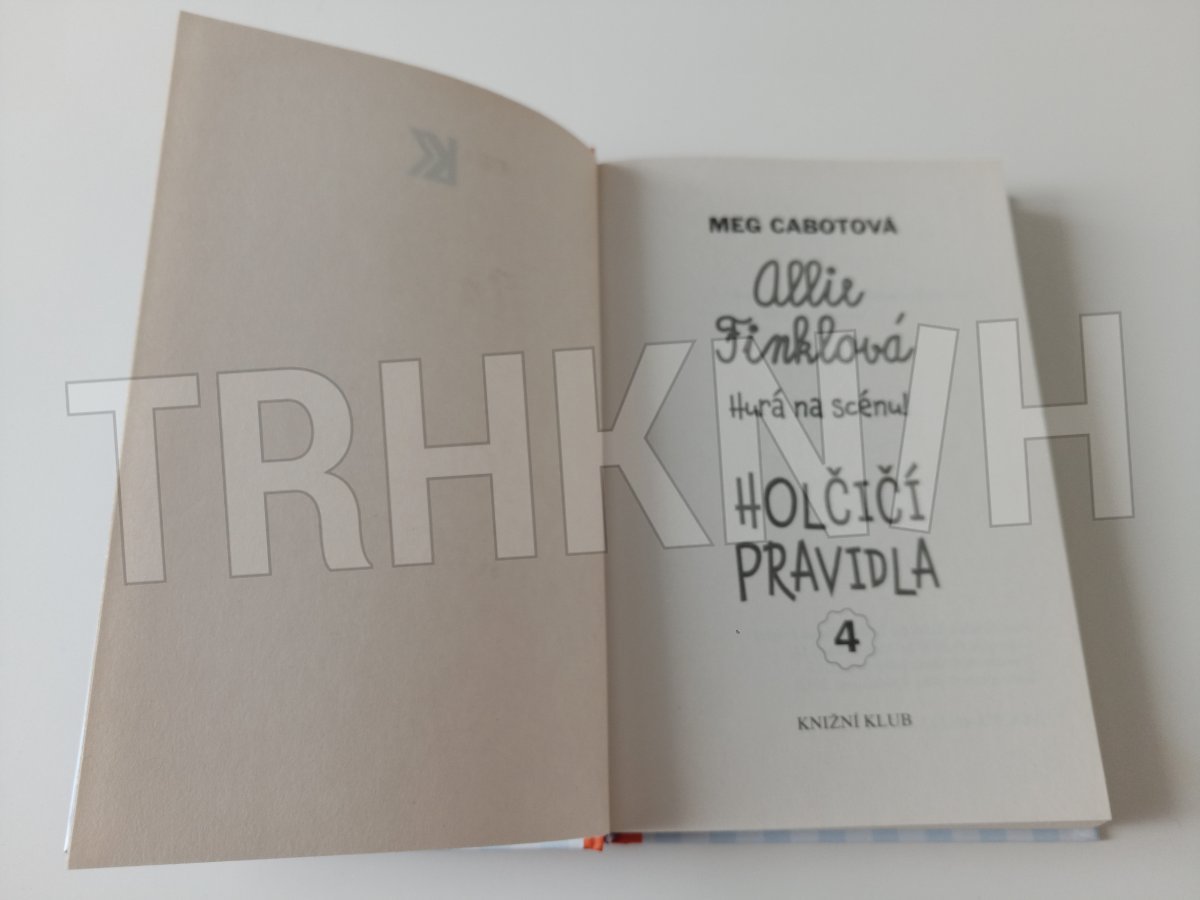 MEG CABOTOVÁ
Allie
Finklová
Hurá na scénu!
TRHKNIH
HOLČIČÍ
PRAVIDLA
4
KNIŽNÍ KLUB